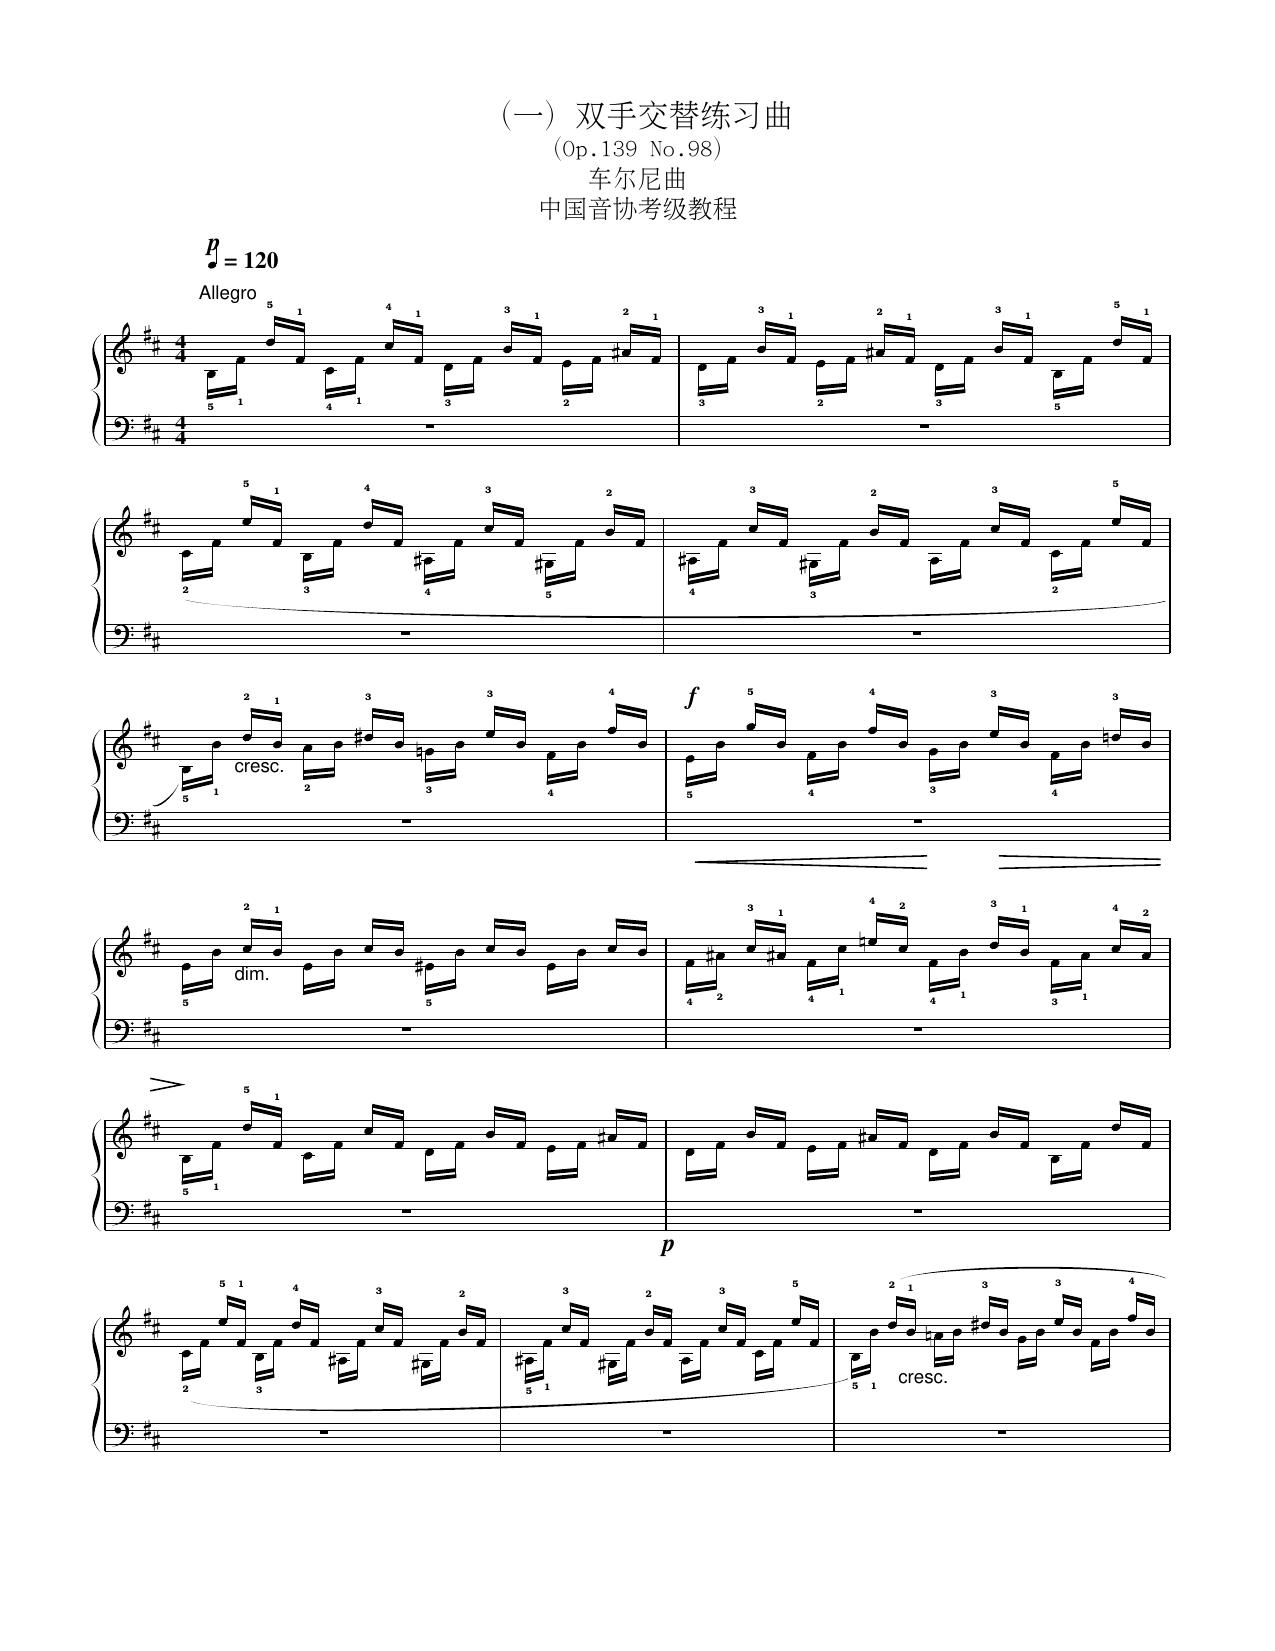 （一）双手交替练习曲
(Op.139 No.98)
车尔尼曲
中国音协考级教程
p
= 120
Allegro
5 1 4 1 3 1 2 1 3 1 2 1 3 1 5 1
4 4
5 1 4 1 3 2 3 2 3 5
4 4
5 1 4 3 2 3 2 3 5
2 3 4 5 4 3 2
f
2 1 3 3 4 5 4 3 3
cresc.
5 1 2 3 4 5 4 3 4
2 1 3 1 4 2 3 1 4 2
dim.
5 5 4 2 4 1 4 1 3 1
5 1
5 1
p
5 1 4 3 2 3 2 3 5 2 1 3 3 4
cresc.
2 3 5 1 5 1